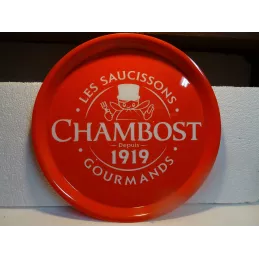 • LES SAUCISSONS •
CHAMBOST
Depuis
1919
GOURMANDS